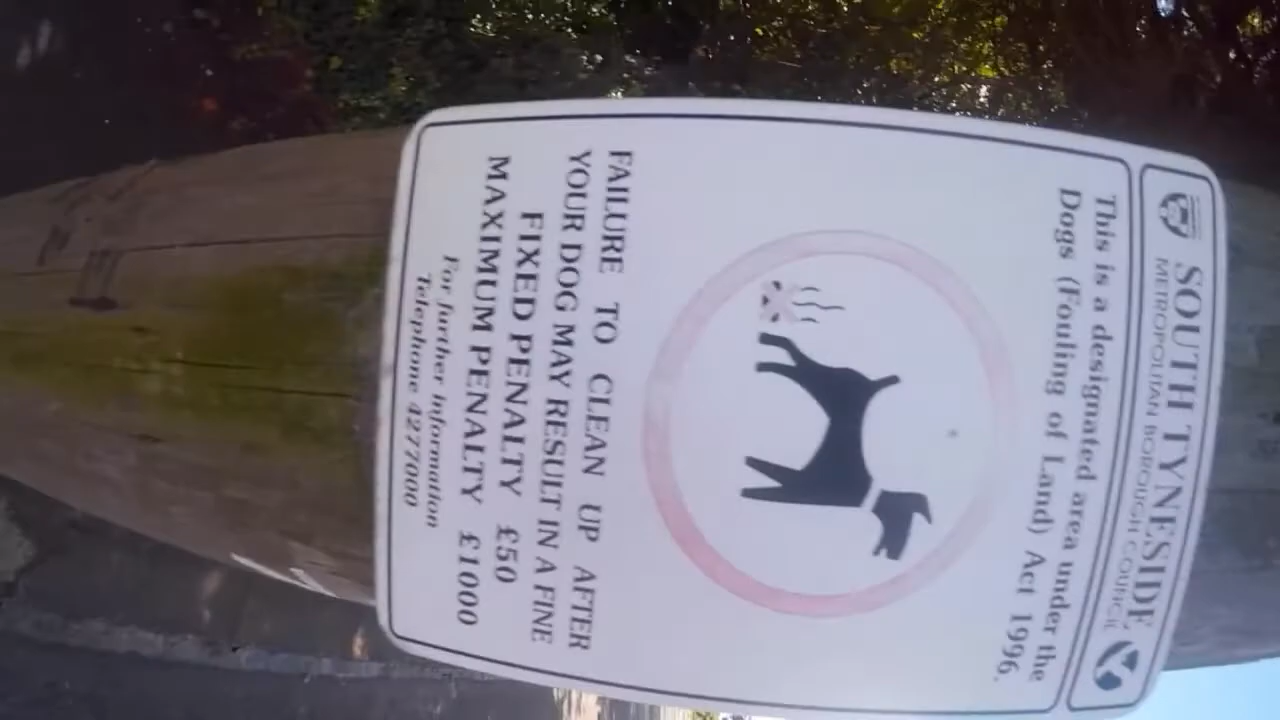 SOUTH TYNESIDE
METROPOLITAN BOROUGH COUNCIL
This is a designated area under the
Dogs (Fouling of Land) Act 1996.
FAILURE TO CLEAN UP AFTER
YOUR DOG MAY RESULT IN A FINE
FIXED PENALTY £50
MAXIMUM PENALTY £1000
For further information
Telephone 4277000